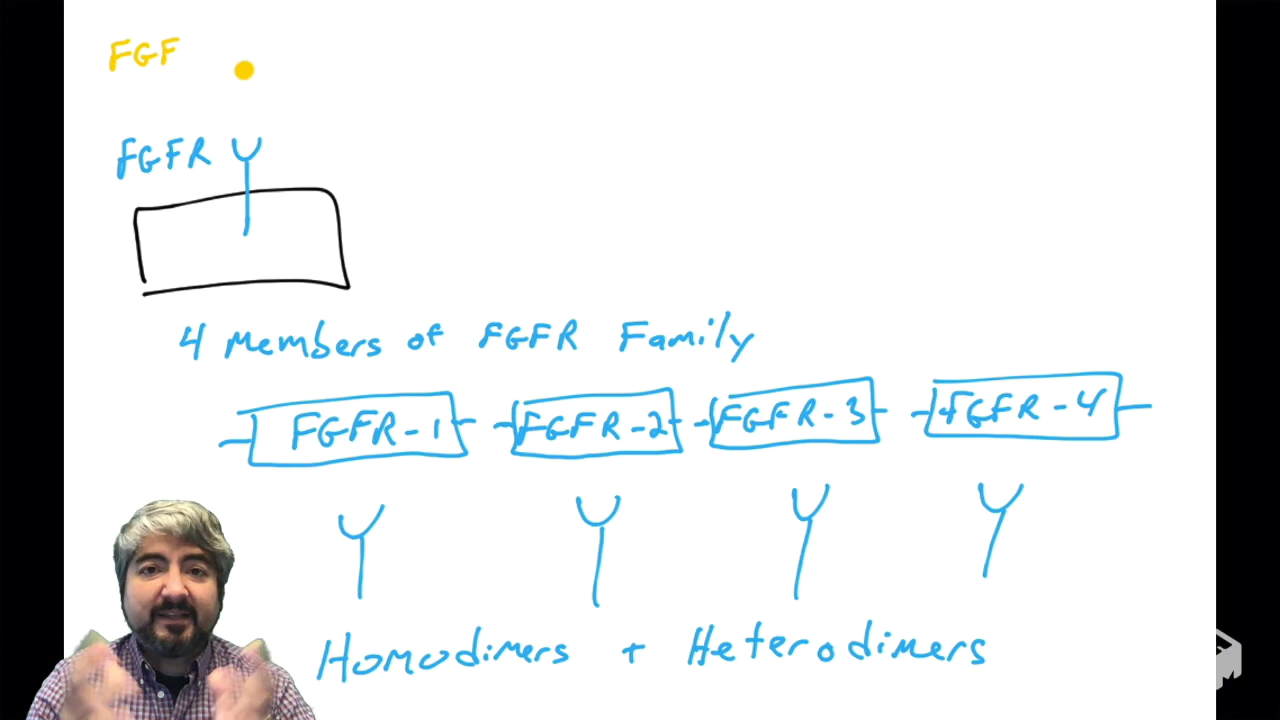 FGF
FGFR
4 Members of FGFR Family
FGFR-1 FGFR-2 FGFR-3 FGFR-4
Homodimers + Heterodimers